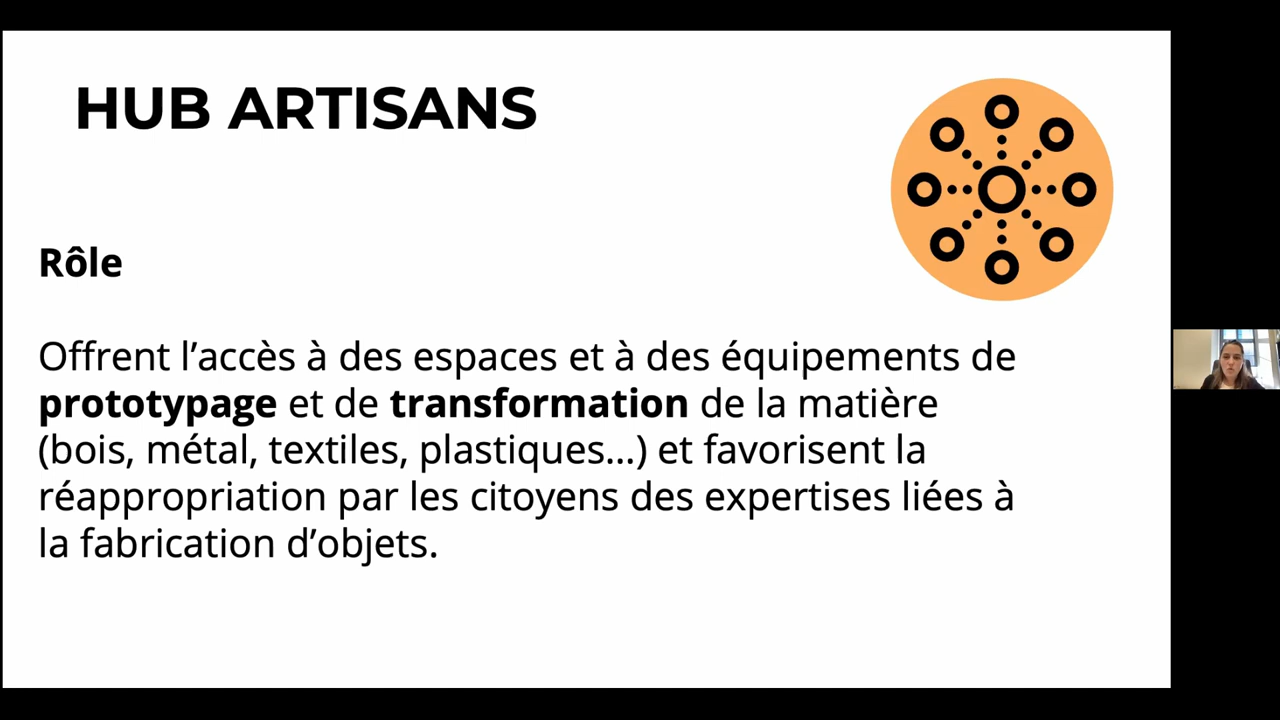 HUB ARTISANS
Rôle
Offrent l’accès à des espaces et à des équipements de
prototypage et de transformation de la matière
(bois, métal, textiles, plastiques...) et favorisent la
réappropriation par les citoyens des expertises liées à
la fabrication d’objets.